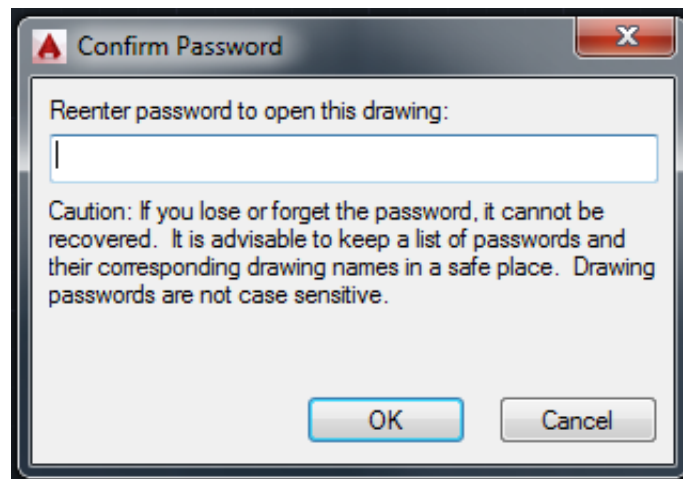 Confirm Password
Reenter password to open this drawing:
Caution: If you lose or forget the password, it cannot be
recovered. It is advisable to keep a list of passwords and
their corresponding drawing names in a safe place. Drawing
passwords are not case sensitive.
OK Cancel